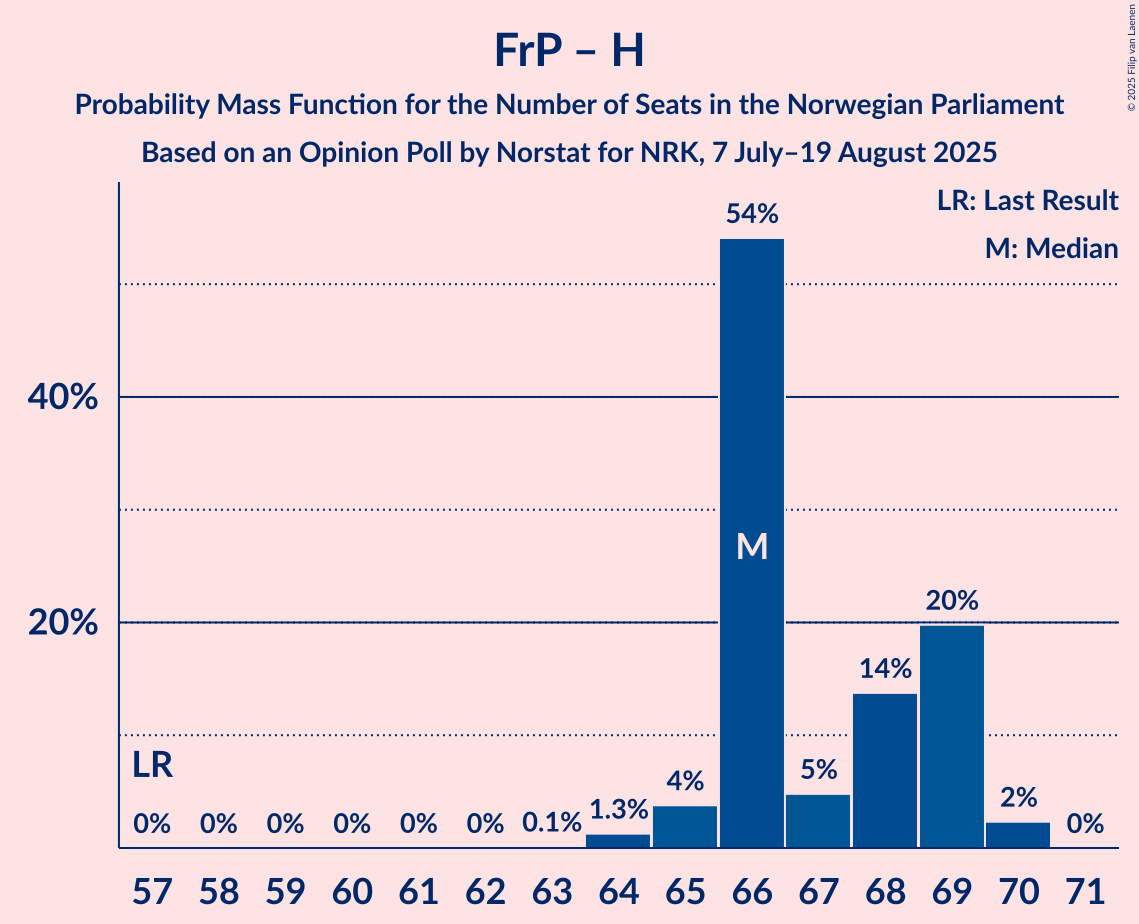 FrP – H
Probability Mass Function for the Number of Seats in the Norwegian Parliament
Based on an Opinion Poll by Norstat for NRK, 7 July–19 August 2025
© 2025 Filip van Laenen
LR: Last Result
M: Median
54%
40%
M
20%
20%
14%
LR
5%
4%
2%
0% 0% 0% 0% 0% 0% 0.1% 1.3% 0%
57 58 59 60 61 62 63 64 65 66 67 68 69 70 71